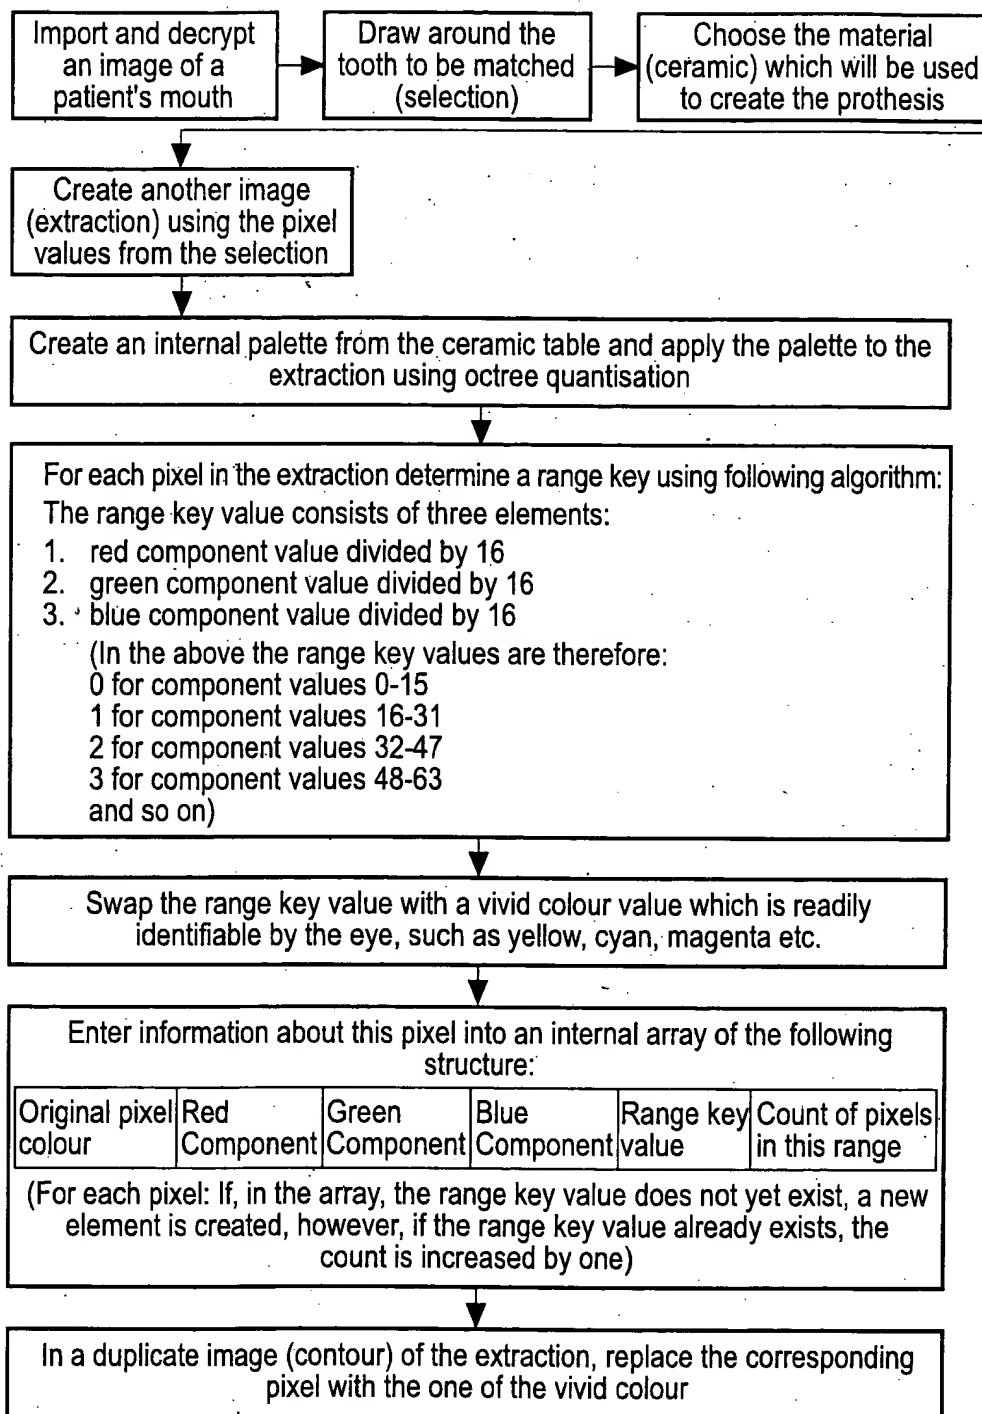 Import and decrypt
an image of a
patient's mouth
Draw around the
tooth to be matched
(selection)
Choose the material
(ceramic) which will be used
to create the prothesis
Create another image
(extraction) using the pixel
values from the selection
Create an internal palette from the ceramic table and apply the palette to the
extraction using octree quantisation
For each pixel in the extraction determine a range key using following algorithm:
The range key value consists of three elements:
1. red component value divided by 16
2. green component value divided by 16
3. blue component value divided by 16
(In the above the range key values are therefore:
0 for component values 0-15
1 for component values 16-31
2 for component values 32-47
3 for component values 48-63
and so on)
Swap the range key value with a vivid colour value which is readily
identifiable by the eye, such as yellow, cyan, magenta etc.
Enter information about this pixel into an internal array of the following
structure:
Original pixel
colour
Red
Component
Green
Component
Blue
Component
Range key
value
Count of pixels
in this range
(For each pixel: If, in the array, the range key value does not yet exist, a new
element is created, however, if the range key value already exists, the
count is increased by one)
In a duplicate image (contour) of the extraction, replace the corresponding
pixel with the one of the vivid colour